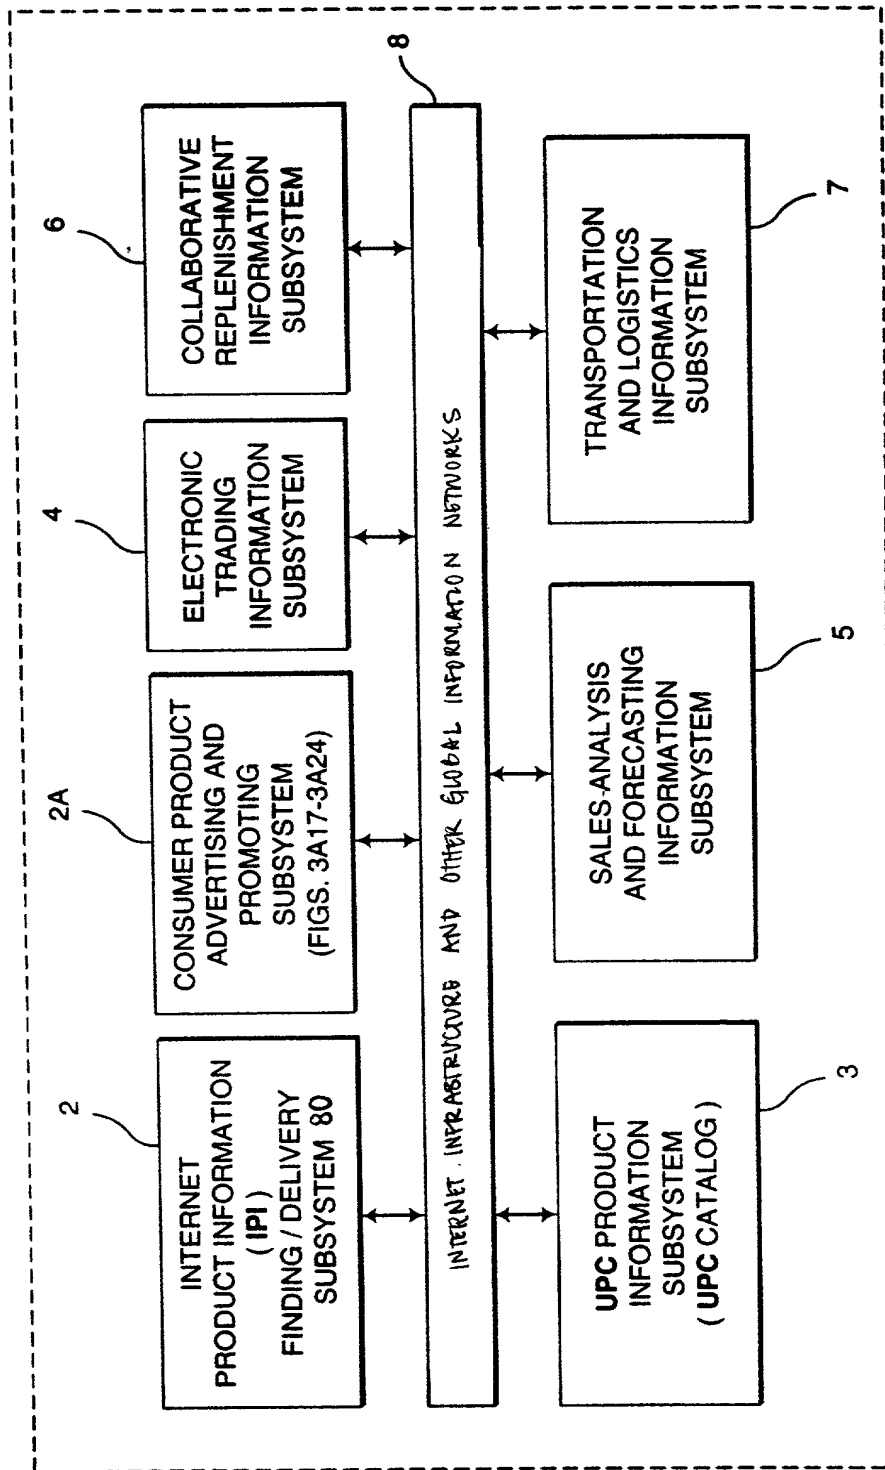 2
INTERNET
PRODUCT INFORMATION
( IPI )
FINDING / DELIVERY
SUBSYSTEM 80
2A
CONSUMER PRODUCT
ADVERTISING AND
PROMOTING
SUBSYSTEM
(FIGS. 3A17-3A24)
4
ELECTRONIC
TRADING
INFORMATION
SUBSYSTEM
6
COLLABORATIVE
REPLENISHMENT
INFORMATION
SUBSYSTEM
8
INTERNET INFRASTRUCTURE AND OTHER GLOBAL INFORMATION NETWORKS
UPC PRODUCT
INFORMATION
SUBSYSTEM
( UPC CATALOG )
3
SALES-ANALYSIS
AND FORECASTING
INFORMATION
SUBSYSTEM
5
TRANSPORTATION
AND LOGISTICS
INFORMATION
SUBSYSTEM
7